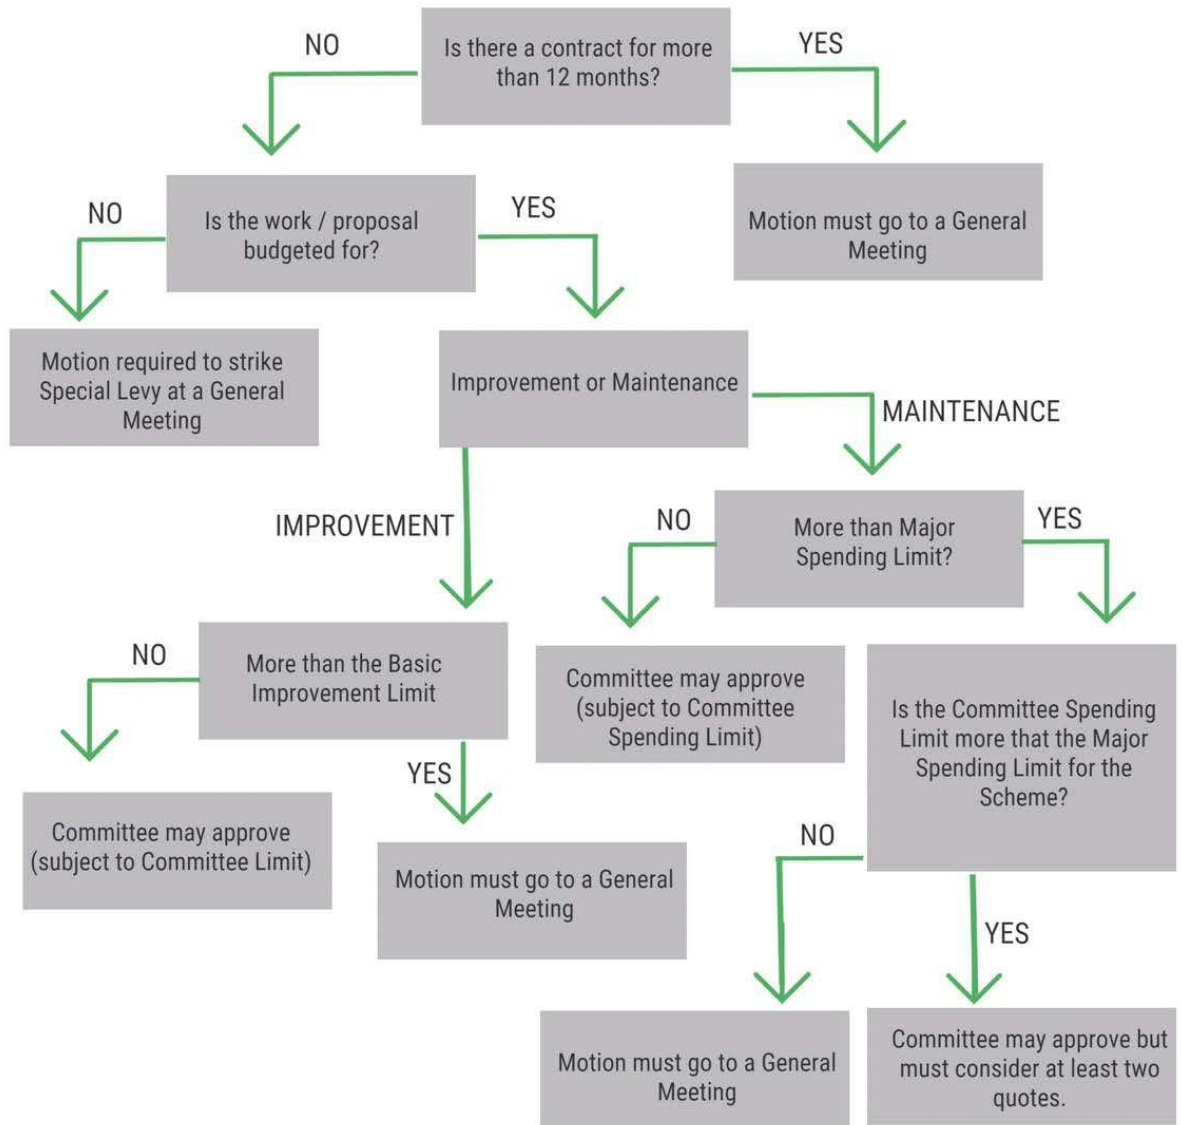 NO
Is there a contract for more
than 12 months?
YES
NO
Is the work / proposal
budgeted for?
YES
Motion must go to a General
Meeting
Motion required to strike
Special Levy at a General
Meeting
Improvement or Maintenance
MAINTENANCE
IMPROVEMENT
NO
More than Major
Spending Limit?
YES
NO
More than the Basic
Improvement Limit
Committee may approve
(subject to Committee
Spending Limit)
Is the Committee Spending
Limit more that the Major
Spending Limit for the
Scheme?
YES
Committee may approve
(subject to Committee Limit)
Motion must go to a General
Meeting
NO
YES
Motion must go to a General
Meeting
Committee may approve but
must consider at least two
quotes.